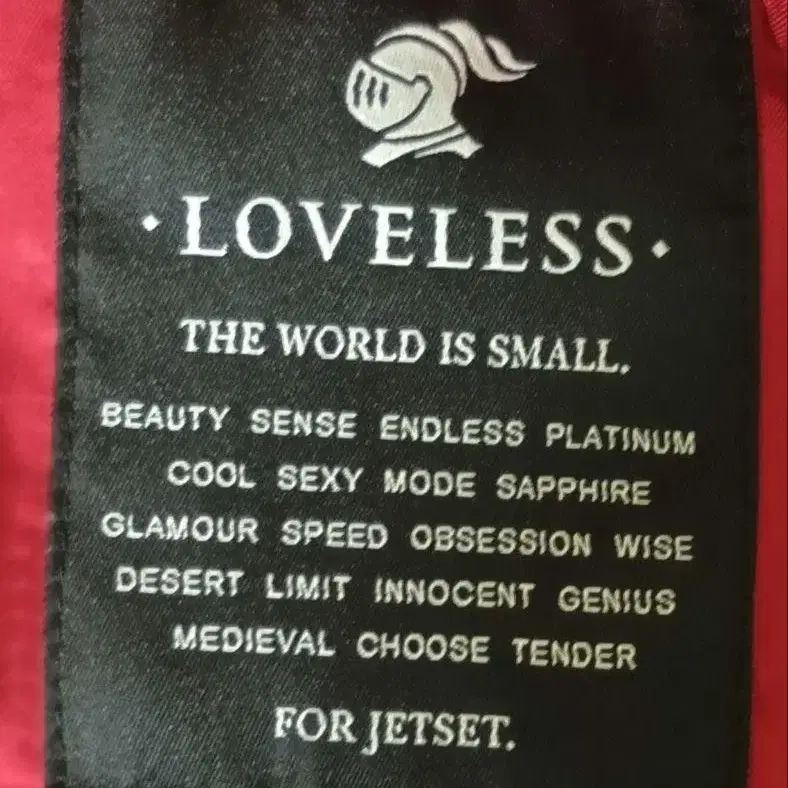 · LOVELESS ·
THE WORLD IS SMALL.
BEAUTY SENSE ENDLESS PLATINUM
COOL SEXY MODE SAPPHIRE
GLAMOUR SPEED OBSESSION WISE
DESERT LIMIT INNOCENT GENIUS
MEDIEVAL CHOOSE TENDER
FOR JETSET.